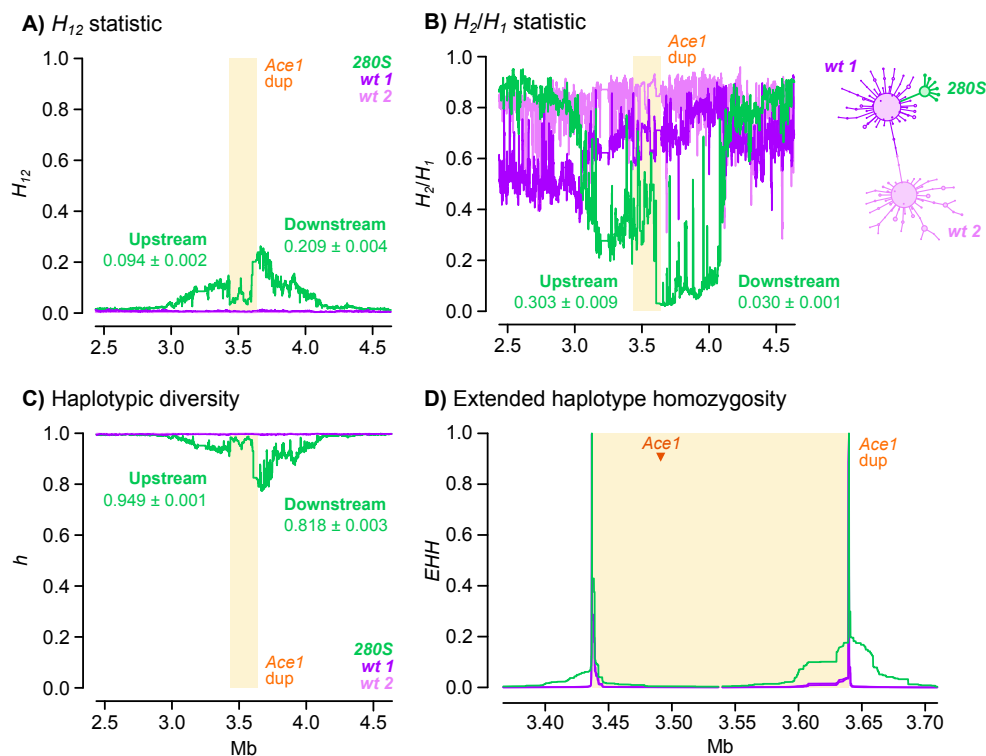 A) H12 statistic
1.0
0.8
0.6
0.4
0.2
0.0
H12
Ace1
dup
280S
wt 1
wt 2
Upstream
0.094 ± 0.002
Downstream
0.209 ± 0.004
2.5 3.0 3.5 4.0 4.5
B) H2/H1 statistic
Ace1
dup
1.0
0.8
0.6
0.4
0.2
0.0
H2/H1
Upstream
0.303 ± 0.009
Downstream
0.030 ± 0.001
2.5 3.0 3.5 4.0 4.5
wt 1
280S
wt 2
C) Haplotypic diversity
1.0
0.8
0.6
0.4
0.2
0.0
h
Upstream
0.949 ± 0.001
Downstream
0.818 ± 0.003
280S
wt 1
wt 2
Ace1
dup
2.5 3.0 3.5 4.0 4.5
Mb
D) Extended haplotype homozygosity
1.0
0.8
0.6
0.4
0.2
0.0
EHH
Ace1
Ace1
dup
3.40 3.45 3.50 3.55 3.60 3.65 3.70
Mb